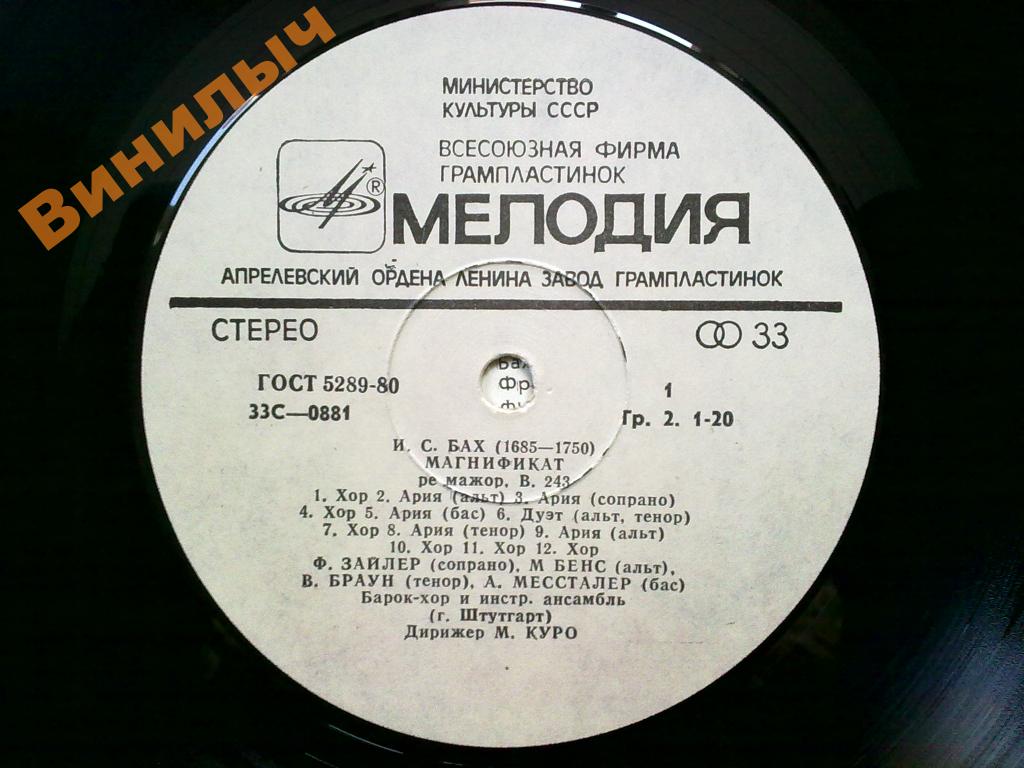 Винилыч
МИНИСТЕРСТВО
КУЛЬТУРЫ СССР
ВСЕСОЮЗНАЯ ФИРМА
ГРАМПЛАСТИНОК
®
МЕЛОДИЯ
АПРЕЛЕВСКИЙ ОРДЕНА ЛЕНИНА ЗАВОД ГРАМПЛАСТИНОК
СТЕРЕО 33
ГОСТ 5289-80 1
33С—0881 Гр. 2. 1-20
И. С. БАХ (1685—1750)
МАГНИФИКАТ
ре мажор, В. 243
1. Хор 2. Ария (альт) 3. Ария (сопрано)
4. Хор 5. Ария (бас) 6. Дуэт (альт, тенор)
7. Хор 8. Ария (тенор) 9. Ария (альт)
10. Хор 11. Хор 12. Хор
Ф. ЗАЙЛЕР (сопрано), М БЕНС (альт),
В. БРАУН (тенор), А. МЕССТАЛЕР (бас)
Барок-хор и инстр. ансамбль
(г. Штутгарт)
Дирижер М. КУРО